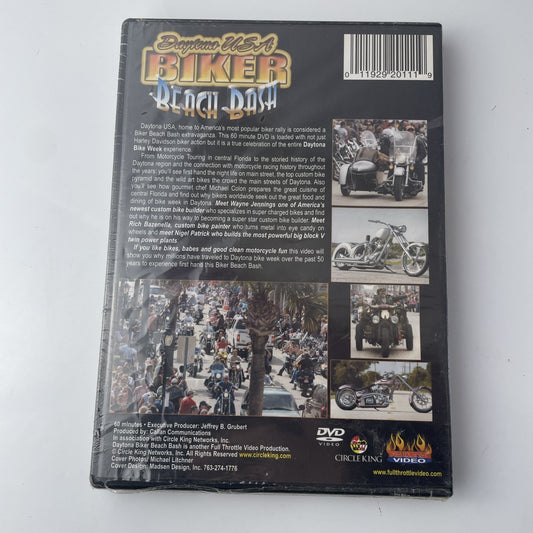 Daytona USA
BIKER
BEACH BASH
0 11929 20111 9
Daytona USA, home to America's most popular biker rally is considered a
Biker Beach Bash extravaganza. This 60 minute DVD is loaded with not just
Harley Davidson biker action but it is a true celebration of the entire Daytona
Bike Week experience.
From Motorcycle Touring in central Florida to the storied history of the
Daytona region and the connection with motorcycle racing history throughout
the years; you'll see first hand the night life on main street, the top custom bike
pyramid and the wild art bikes the crowd the main streets of Daytona. Also
you'll see how gourmet chef Michael Colon prepares the great cuisine of
central Florida and find out why bikers worldwide seek out the great food and
dining of bike week in Daytona. Meet Wayne Jennings one of America's
newest custom bike builder who specializes in super charged bikes and find
out why he is on his way to becoming a super star custom bike builder. Meet
Rich Bazenella, custom bike painter who turns metal into eye candy on
wheels and meet Nigel Patrick who builds the most powerful big block V
twin power plants.
If you like bikes, babes and good clean motorcycle fun this video will
show you why millions have traveled to Daytona bike week over the past 50
years to experience first hand this Biker Beach Bash.
60 minutes • Executive Producer: Jeffrey B. Grubert
Produced by: Callan Communications
In association with Circle King Networks, Inc.
Daytona Biker Beach Bash is another Full Throttle Video Production.
© Circle King Networks, Inc. All Rights Reserved www.circleking.com
Cover Photos: Michael Litchner
Cover Design: Madsen Design, Inc. 763-274-1776
DVD
VIDEO
CIRCLE KING
VIDEO
www.fullthrottlevideo.com